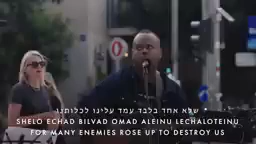 * שלא אחד בלבד עמד עלינו לכלותנו
SHELO ECHAD BILVAD OMAD ALEINU LECHALOTEINU
FOR MANY ENEMIES ROSE UP TO DESTROY US